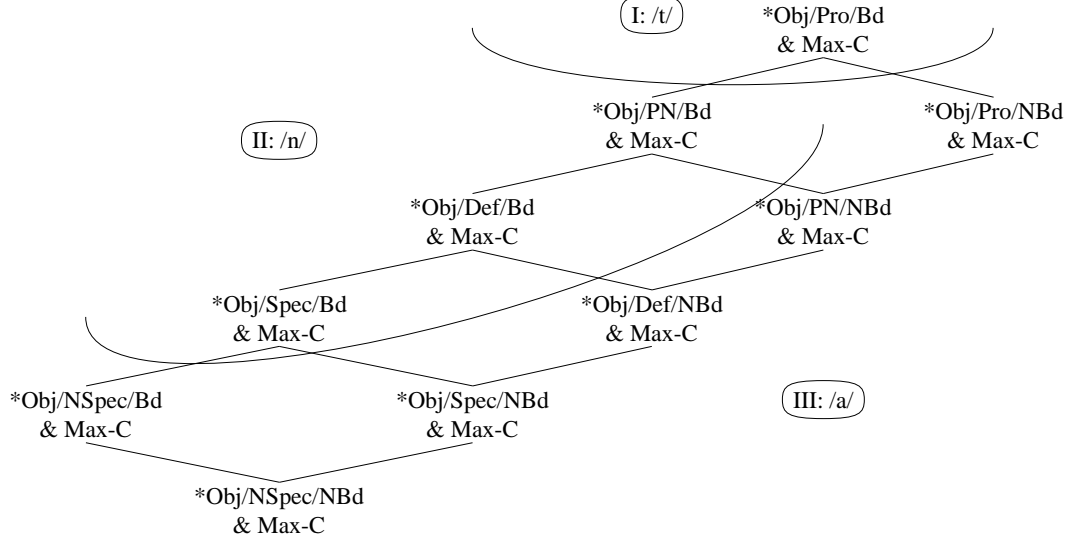 I: /t/
*Obj/Pro/Bd
& Max-C
*Obj/PN/Bd
& Max-C
*Obj/Pro/NBd
& Max-C
II: /n/
*Obj/Def/Bd
& Max-C
*Obj/PN/NBd
& Max-C
*Obj/Spec/Bd
& Max-C
*Obj/Def/NBd
& Max-C
*Obj/NSpec/Bd
& Max-C
*Obj/Spec/NBd
& Max-C
III: /a/
*Obj/NSpec/NBd
& Max-C